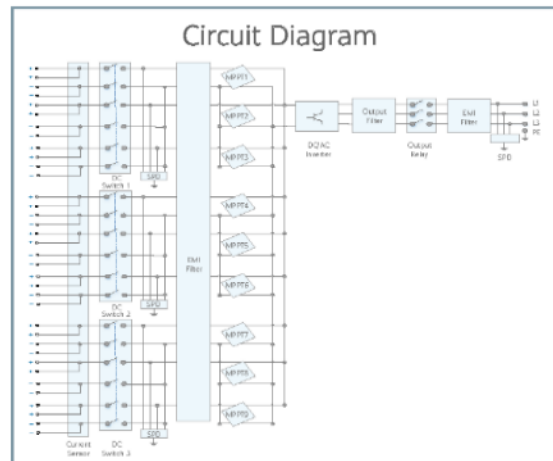 Circuit Diagram
MPPT1
MPPT2
MPPT3
MPPT4
MPPT5
MPPT6
MPPT7
MPPT8
MPPT9
DC
Switch 1
SPD
DC
Switch 2
SPD
DC
Switch 3
SPD
Current
Sensor
EMI
Filter
DC/AC
Inverter
Output
Filter
Output
Relay
EMI
Filter
SPD
L1
L2
L3
PE